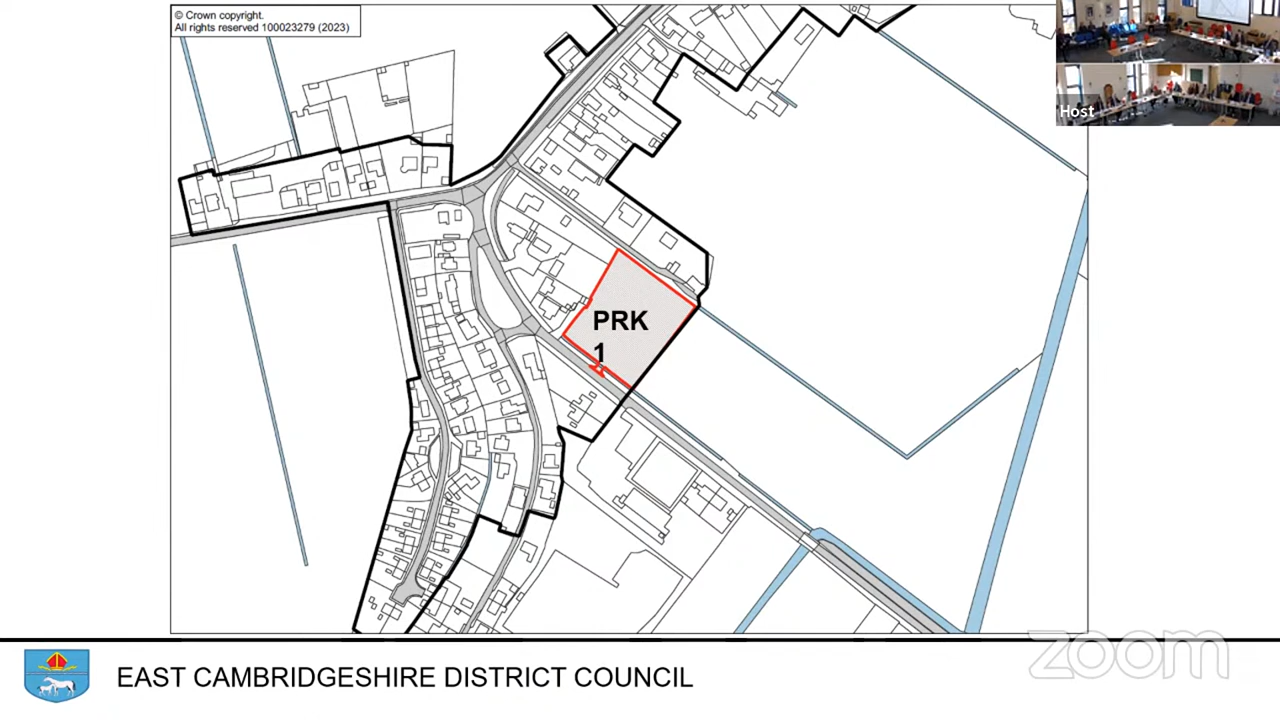 © Crown copyright.
All rights reserved 100023279 (2023)
Host
PRK
1
EAST CAMBRIDGESHIRE DISTRICT COUNCIL
zoom